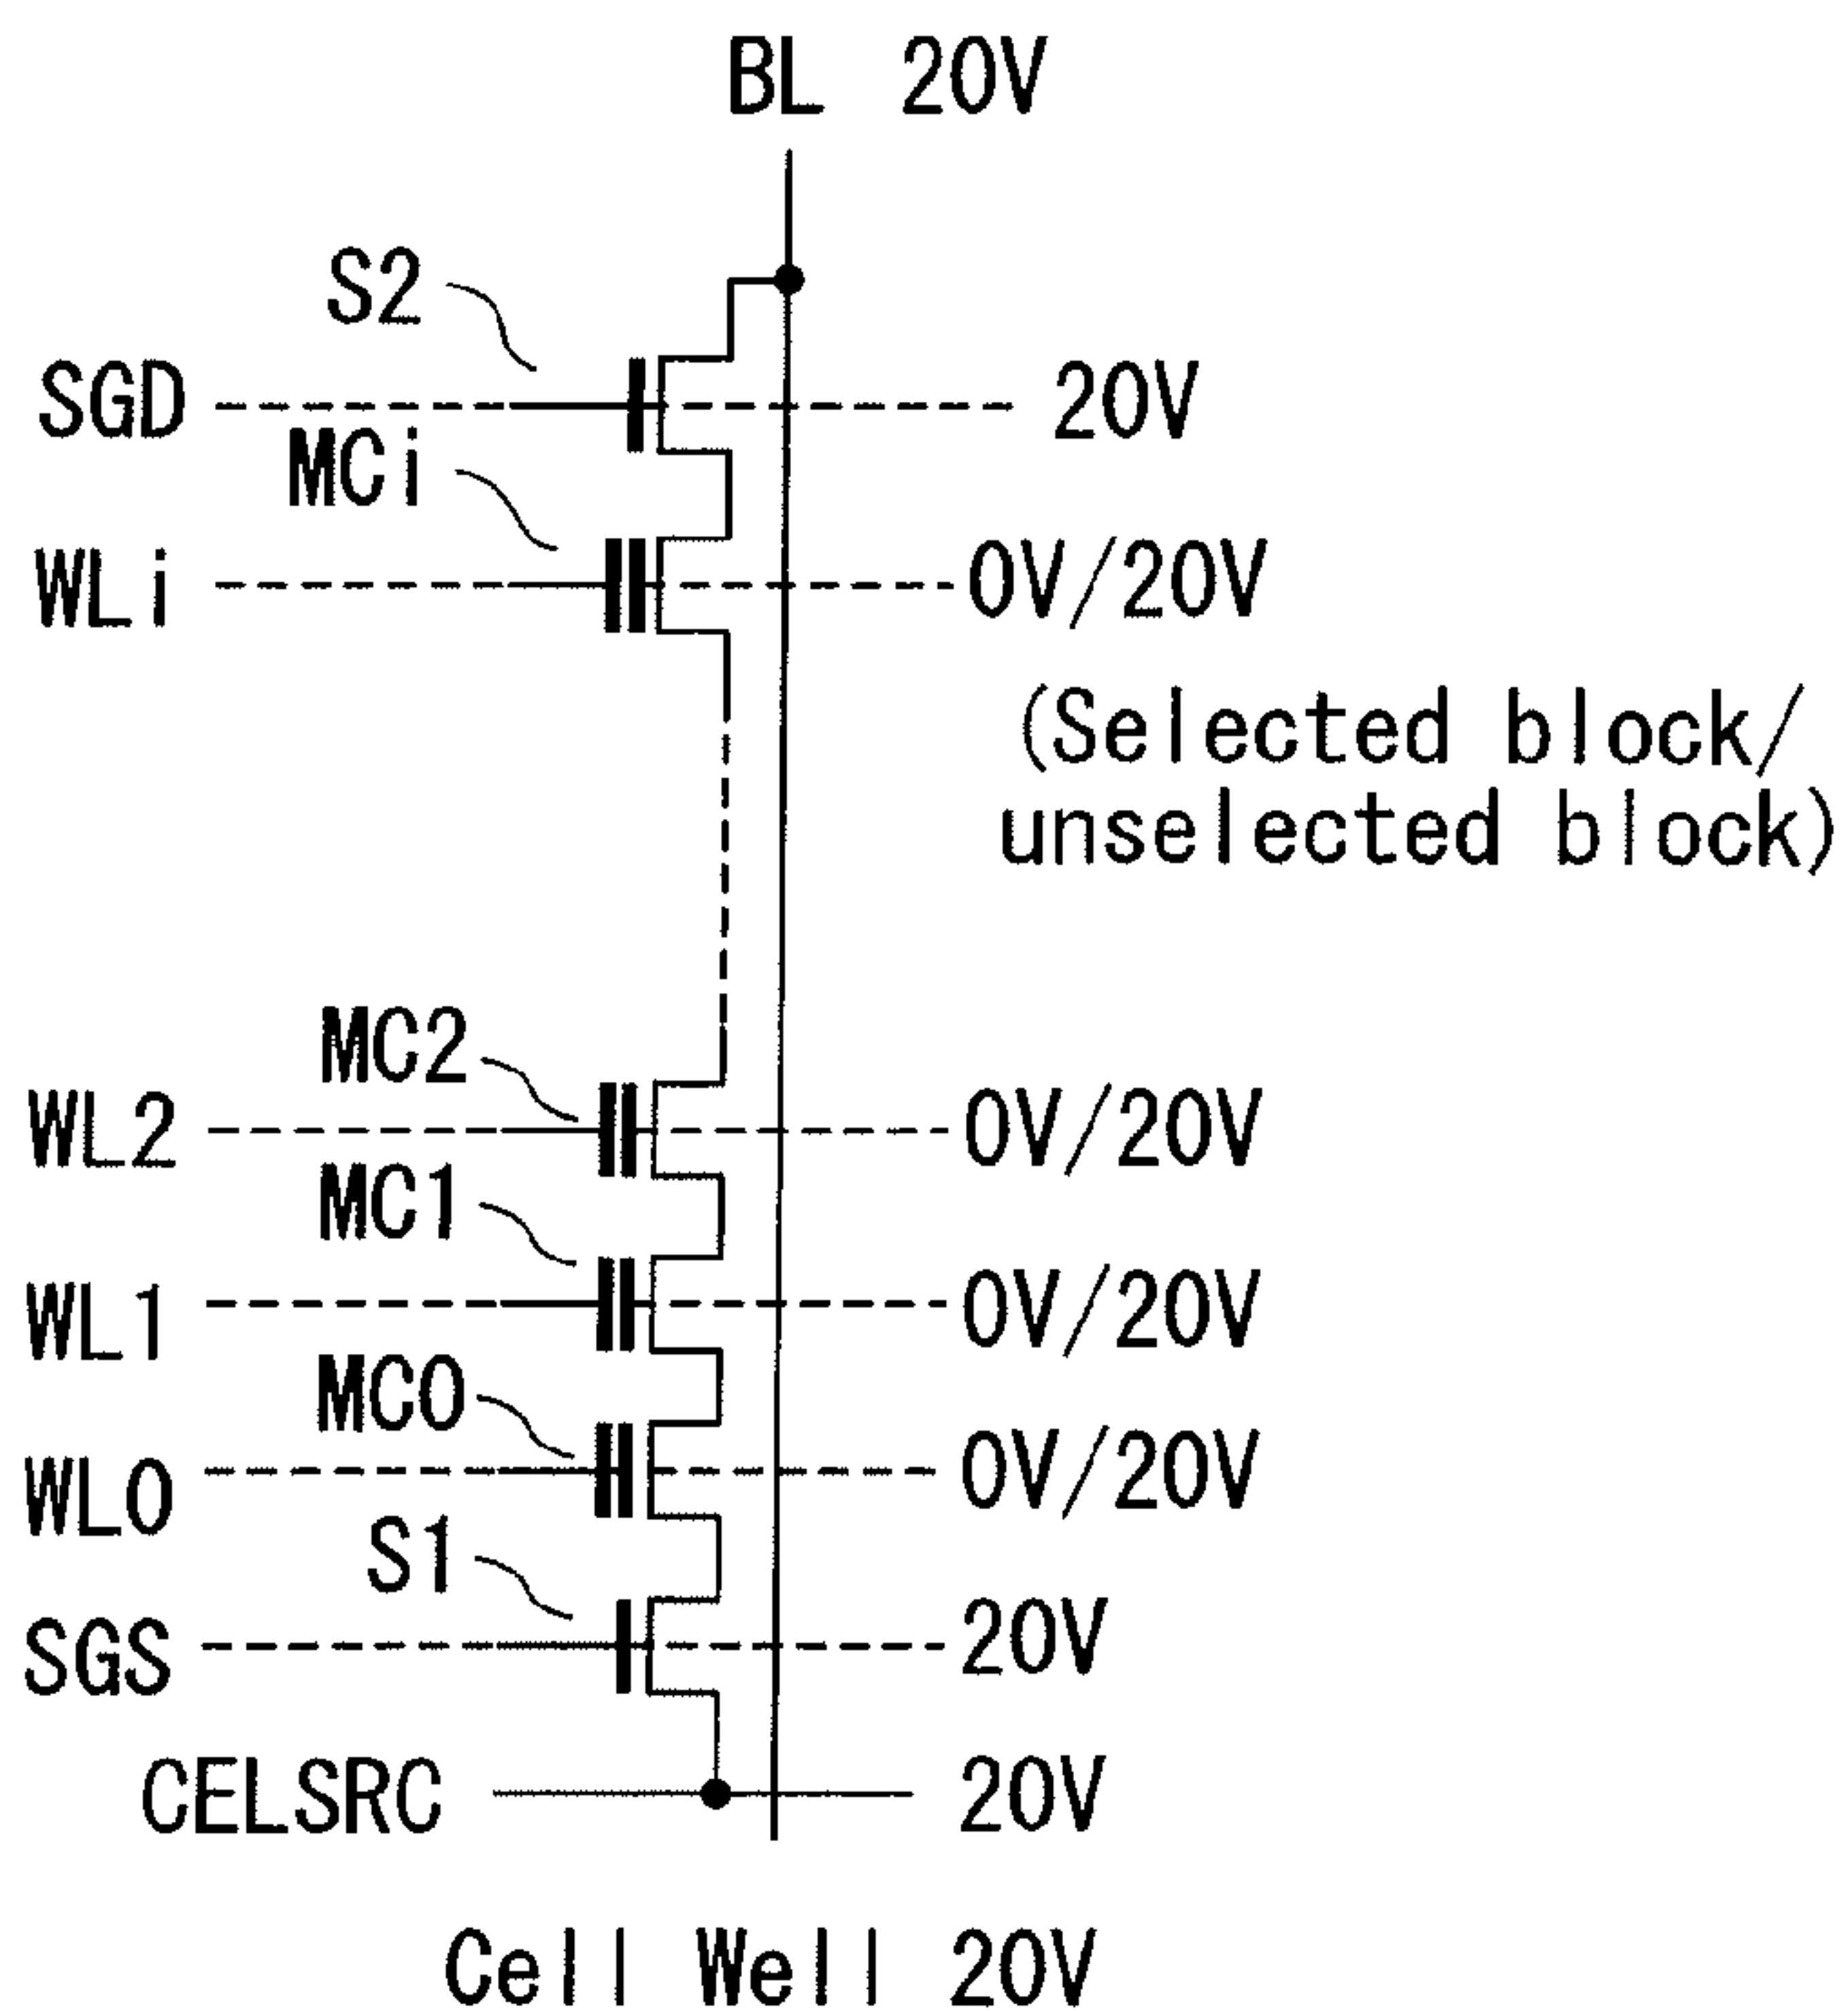 BL 20V
S2
SGD 20V
MCi
WLi 0V/20V
(Selected block/
unselected block)
MC2
WL2 0V/20V
MC1
WL1 0V/20V
MC0
WL0 0V/20V
S1
SGS 20V
CELSRC 20V
Cell Well 20V